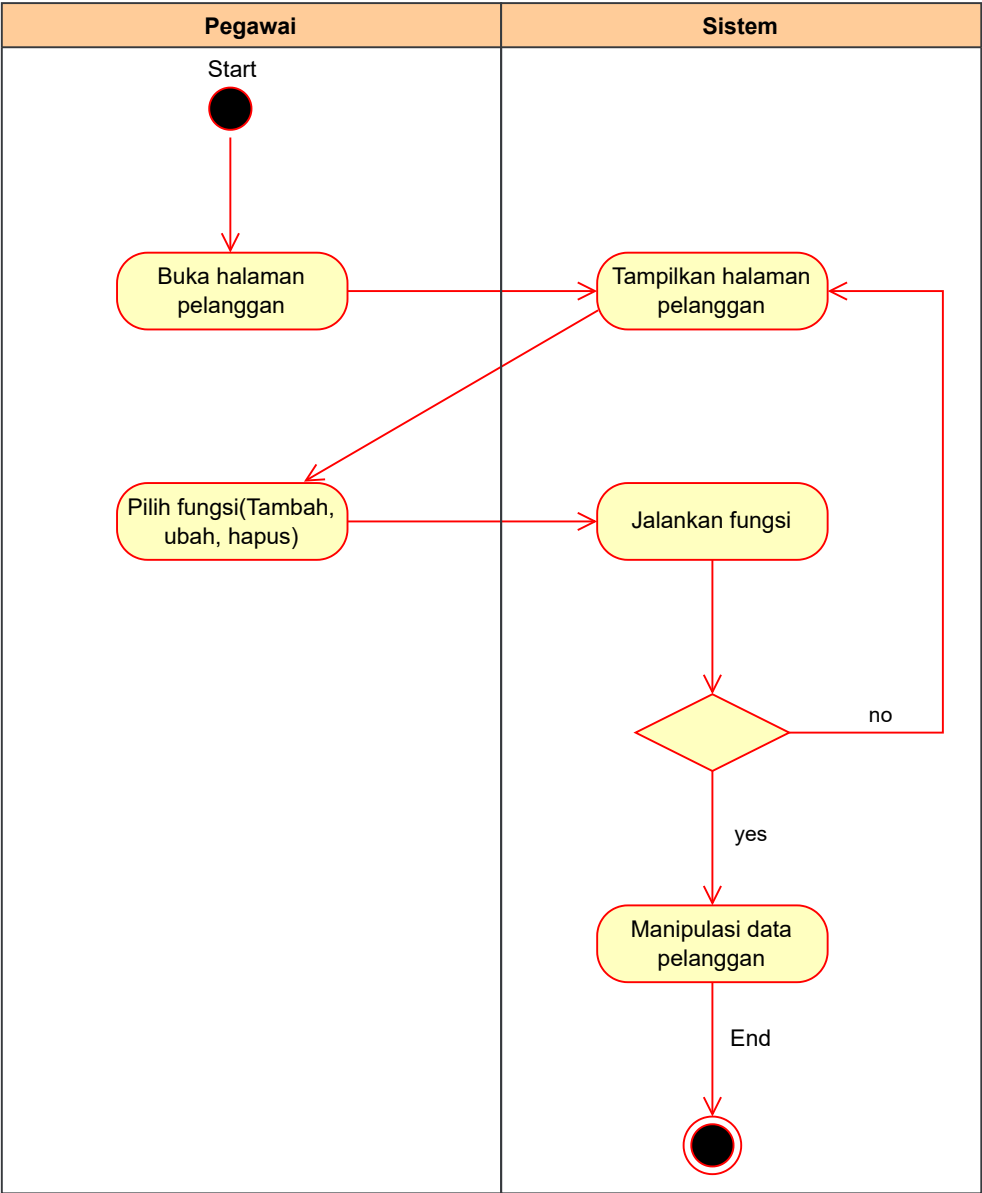 Pegawai
Sistem
Start
Buka halaman
pelanggan
Tampilkan halaman
pelanggan
Pilih fungsi(Tambah,
ubah, hapus)
Jalankan fungsi
no
yes
Manipulasi data
pelanggan
End